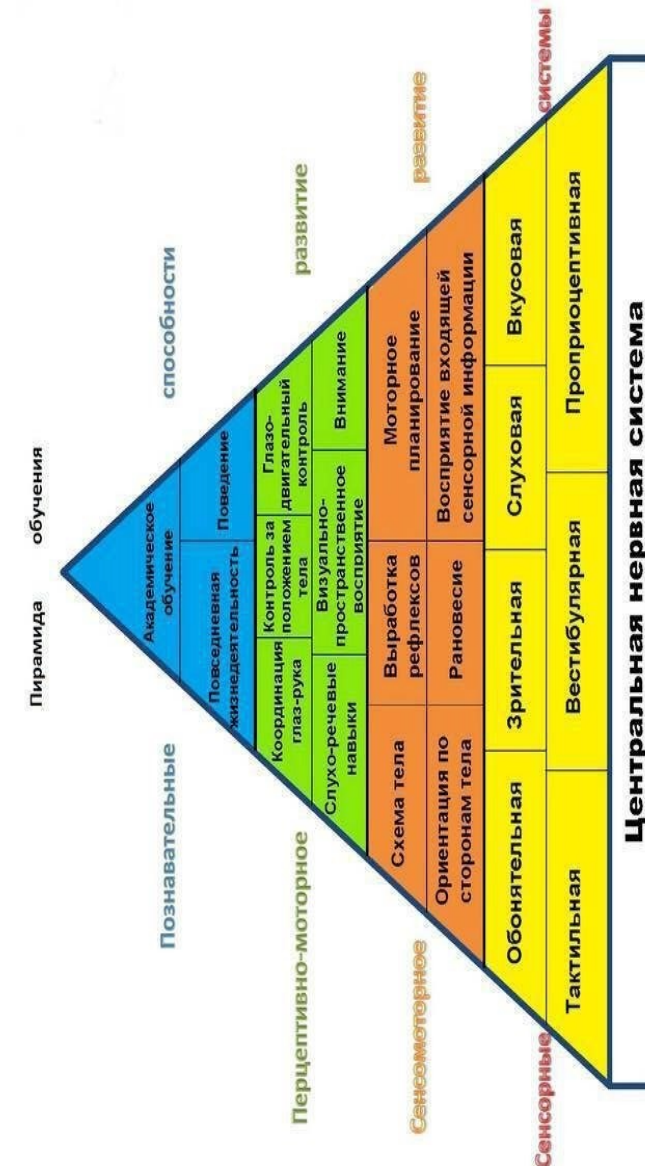 Пирамида обучения
Познавательные способности
Академическое
обучение
Повседневная
жизнедеятельность
Поведение
Перцептивно-моторное развитие
Координация
глаз-рука
Контроль за
положением
тела
Глазо-
двигательный
контроль
Слухо-речевые
навыки
Визуально-
пространственное
восприятие
Внимание
Сенсомоторное развитие
Схема тела
Выработка
рефлексов
Моторное
планирование
Ориентация по
сторонам тела
Рановесие
Восприятие входящей
сенсорной информации
Сенсорные системы
Обонятельная
Зрительная
Слуховая
Вкусовая
Тактильная
Вестибулярная
Проприоцептивная
Центральная нервная система